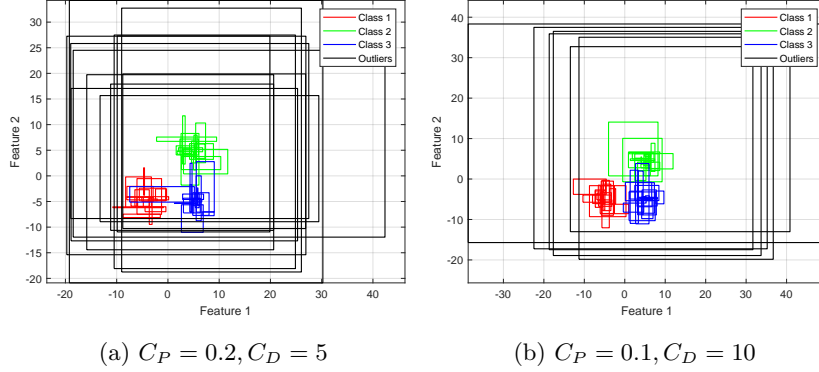 35
30
25
20
15
10
5
0
-5
-10
-15
-20
-20 -10 0 10 20 30 40
Feature 1
Feature 2
Class 1
Class 2
Class 3
Outliers
40
30
20
10
0
-10
-20
-30 -20 -10 0 10 20 30 40
Feature 1
Feature 2
Class 1
Class 2
Class 3
Outliers
(a) C_P = 0.2, C_D = 5
(b) C_P = 0.1, C_D = 10